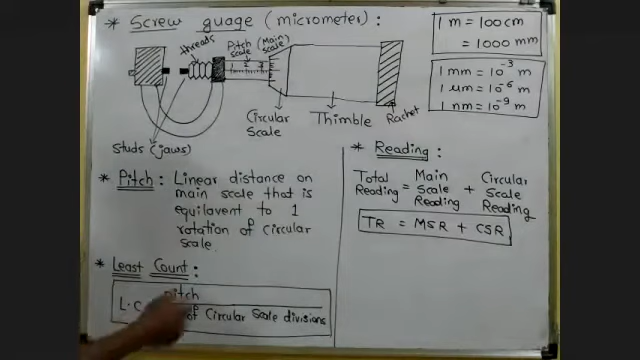 * Screw guage (micrometer) :
threads
Pitch (Main
scale scale)
Circular
Scale
Thimble
Rachet
Studs (jaws)
1 m = 100 cm
= 1000 mm
1 mm = 10⁻³ m
1 μm = 10⁻⁶ m
1 nm = 10⁻⁹ m
* Pitch : Linear distance on
main scale that is
equilavent to 1
rotation of circular
scale.
* Least Count :
L.C pitch
of Circular Scale divisions
* Reading :
Total Reading = Main Scale Reading + Circular Scale Reading
TR = MSR + CSR